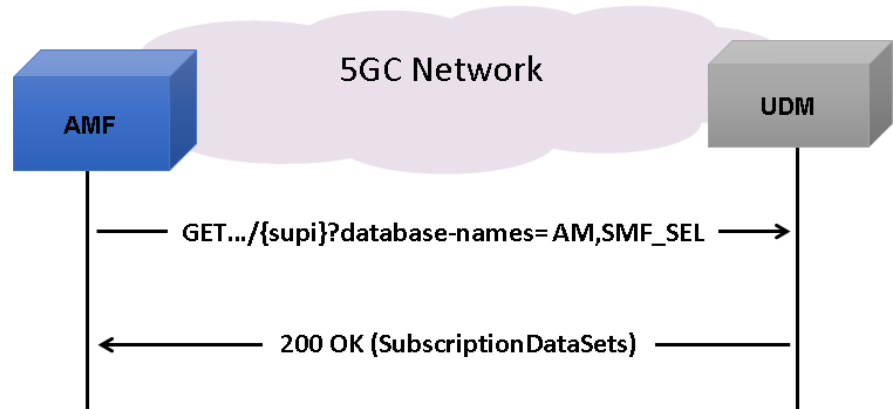 5GC Network
AMF
UDM
GET.../{supi}?database-names= AM,SMF_SEL
200 OK (SubscriptionDataSets)